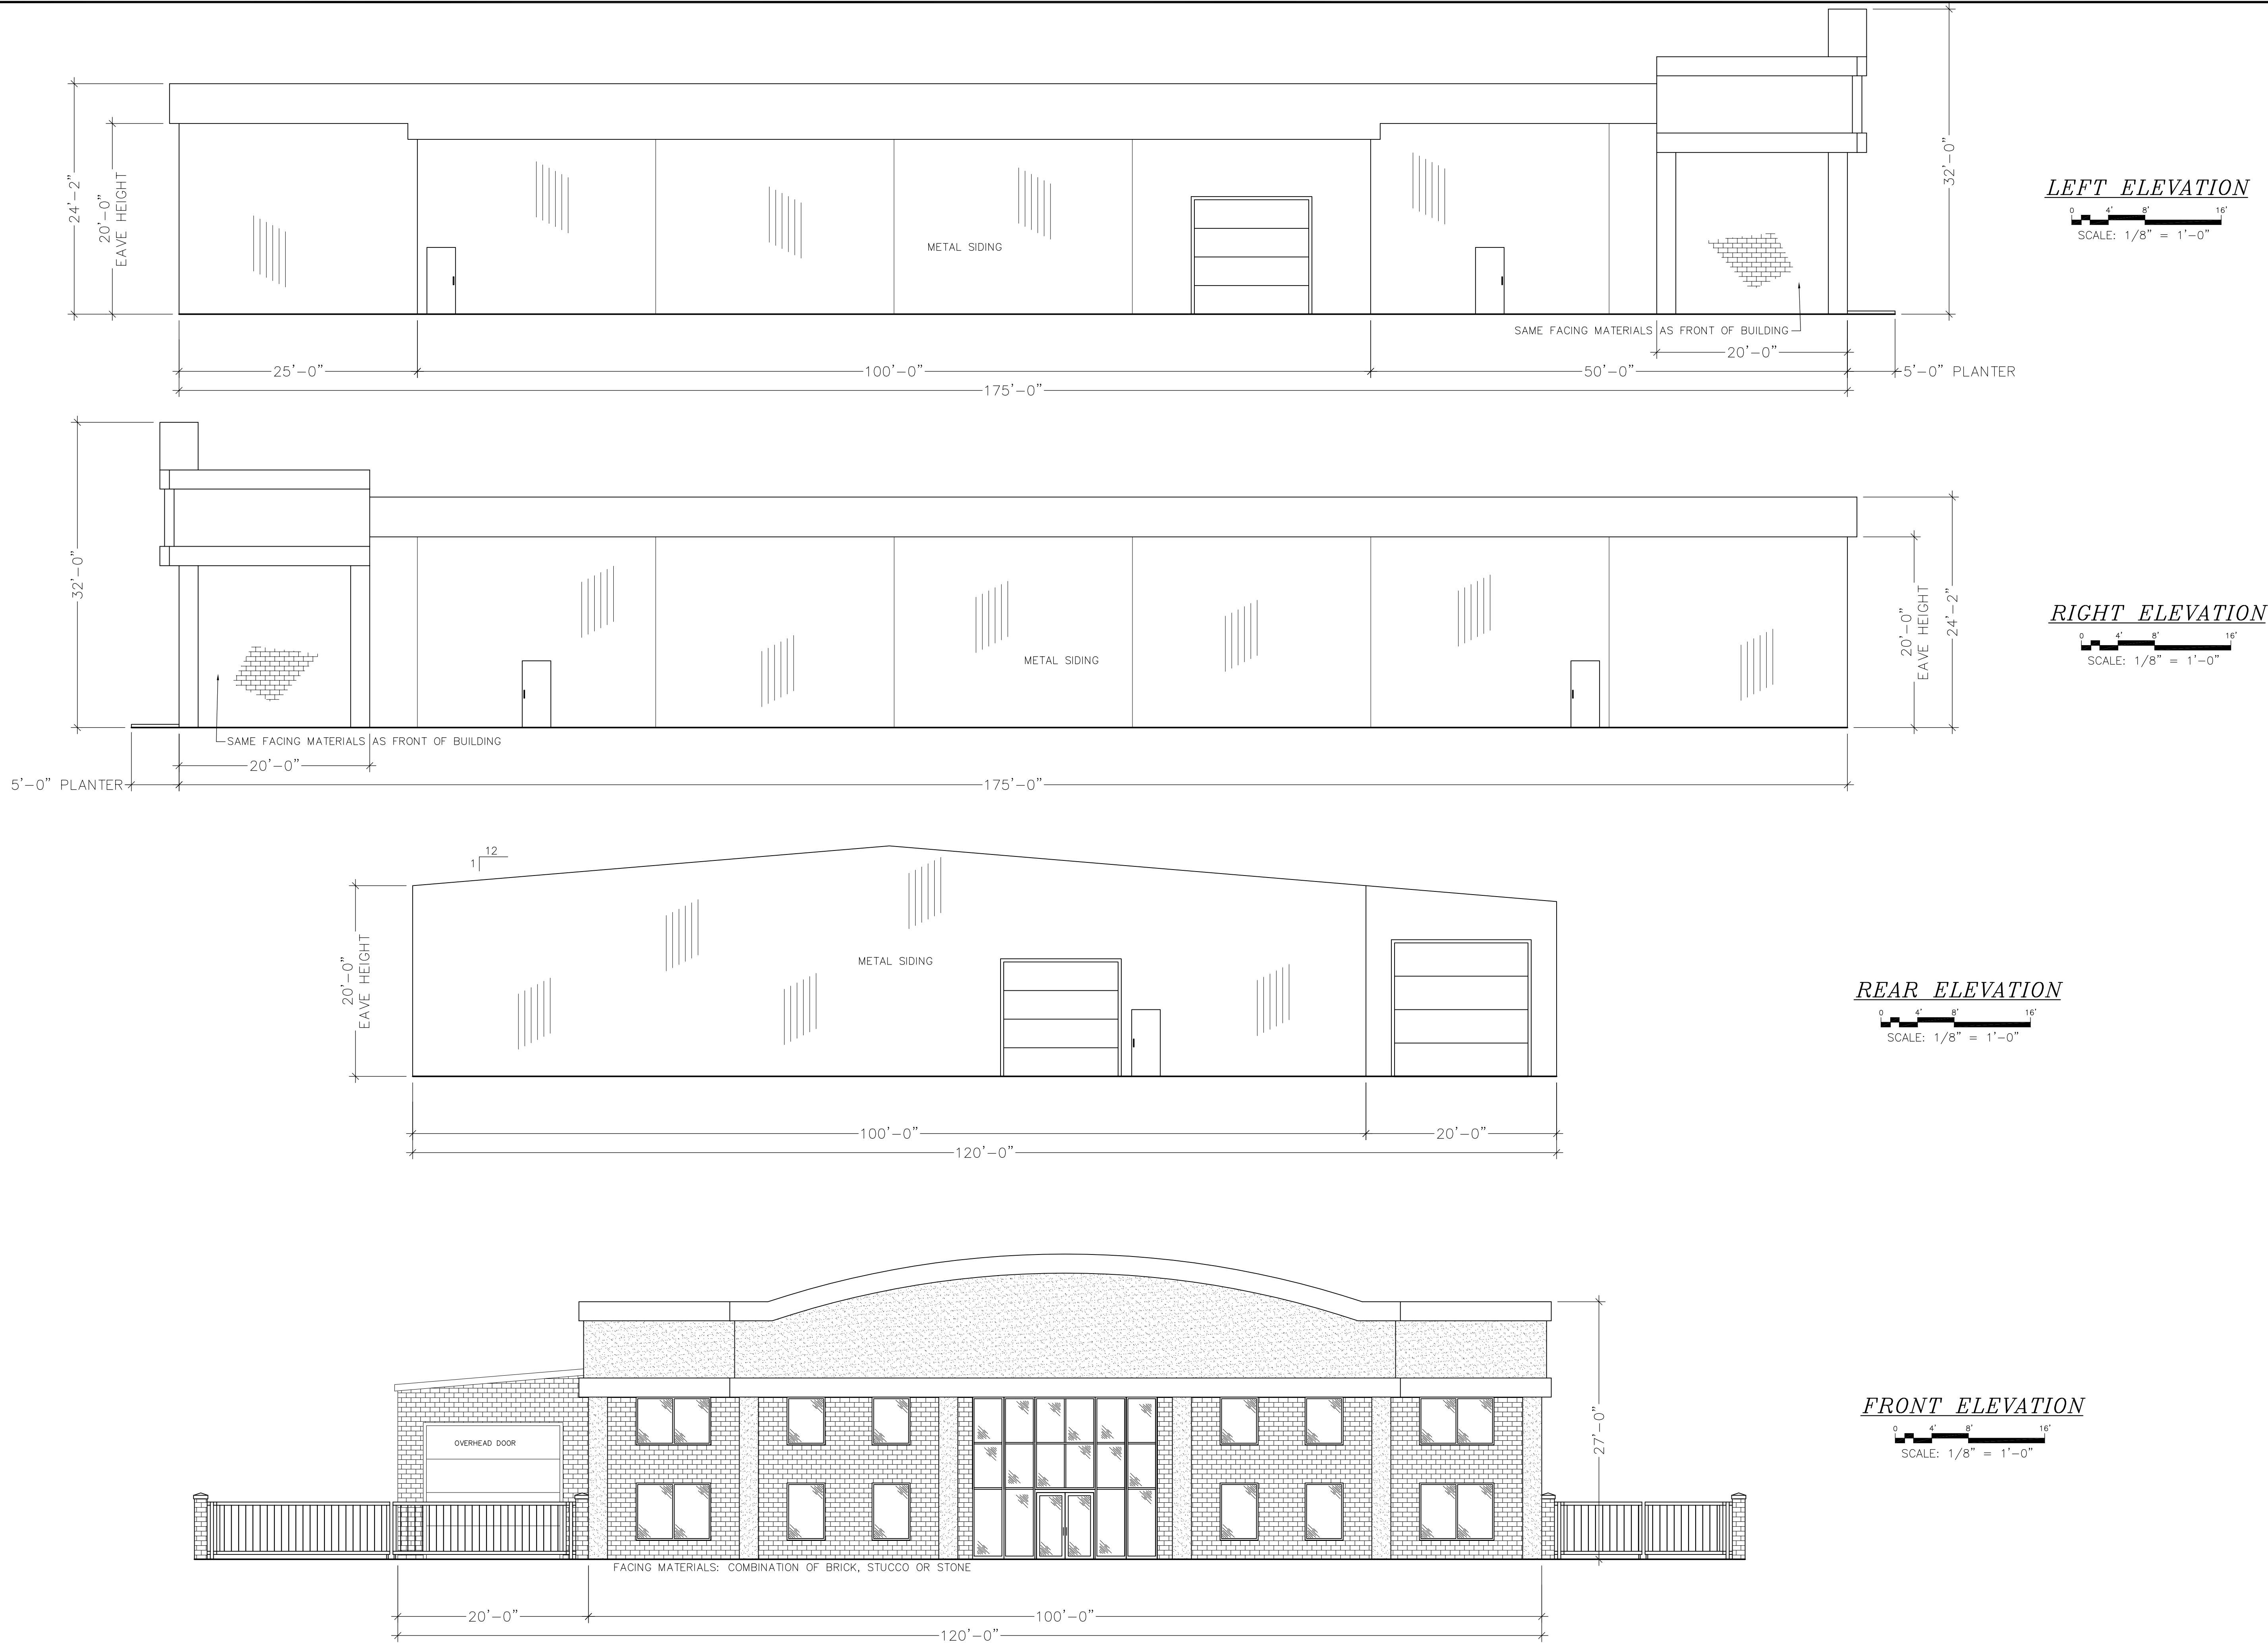 32'-0"
24'-2"
20'-0"
EAVE HEIGHT
METAL SIDING
LEFT ELEVATION
0 4' 8' 16'
SCALE: 1/8" = 1'-0"
SAME FACING MATERIALS AS FRONT OF BUILDING
20'-0"
25'-0"
100'-0"
50'-0"
5'-0" PLANTER
175'-0"
32'-0"
METAL SIDING
20'-0"
EAVE HEIGHT
24'-2"
RIGHT ELEVATION
0 4' 8' 16'
SCALE: 1/8" = 1'-0"
SAME FACING MATERIALS AS FRONT OF BUILDING
20'-0"
5'-0" PLANTER
175'-0"
12
1
20'-0"
EAVE HEIGHT
METAL SIDING
REAR ELEVATION
0 4' 8' 16'
SCALE: 1/8" = 1'-0"
100'-0"
20'-0"
120'-0"
27'-0"
FRONT ELEVATION
0 4' 8' 16'
SCALE: 1/8" = 1'-0"
OVERHEAD DOOR
FACING MATERIALS: COMBINATION OF BRICK, STUCCO OR STONE
20'-0"
100'-0"
120'-0"